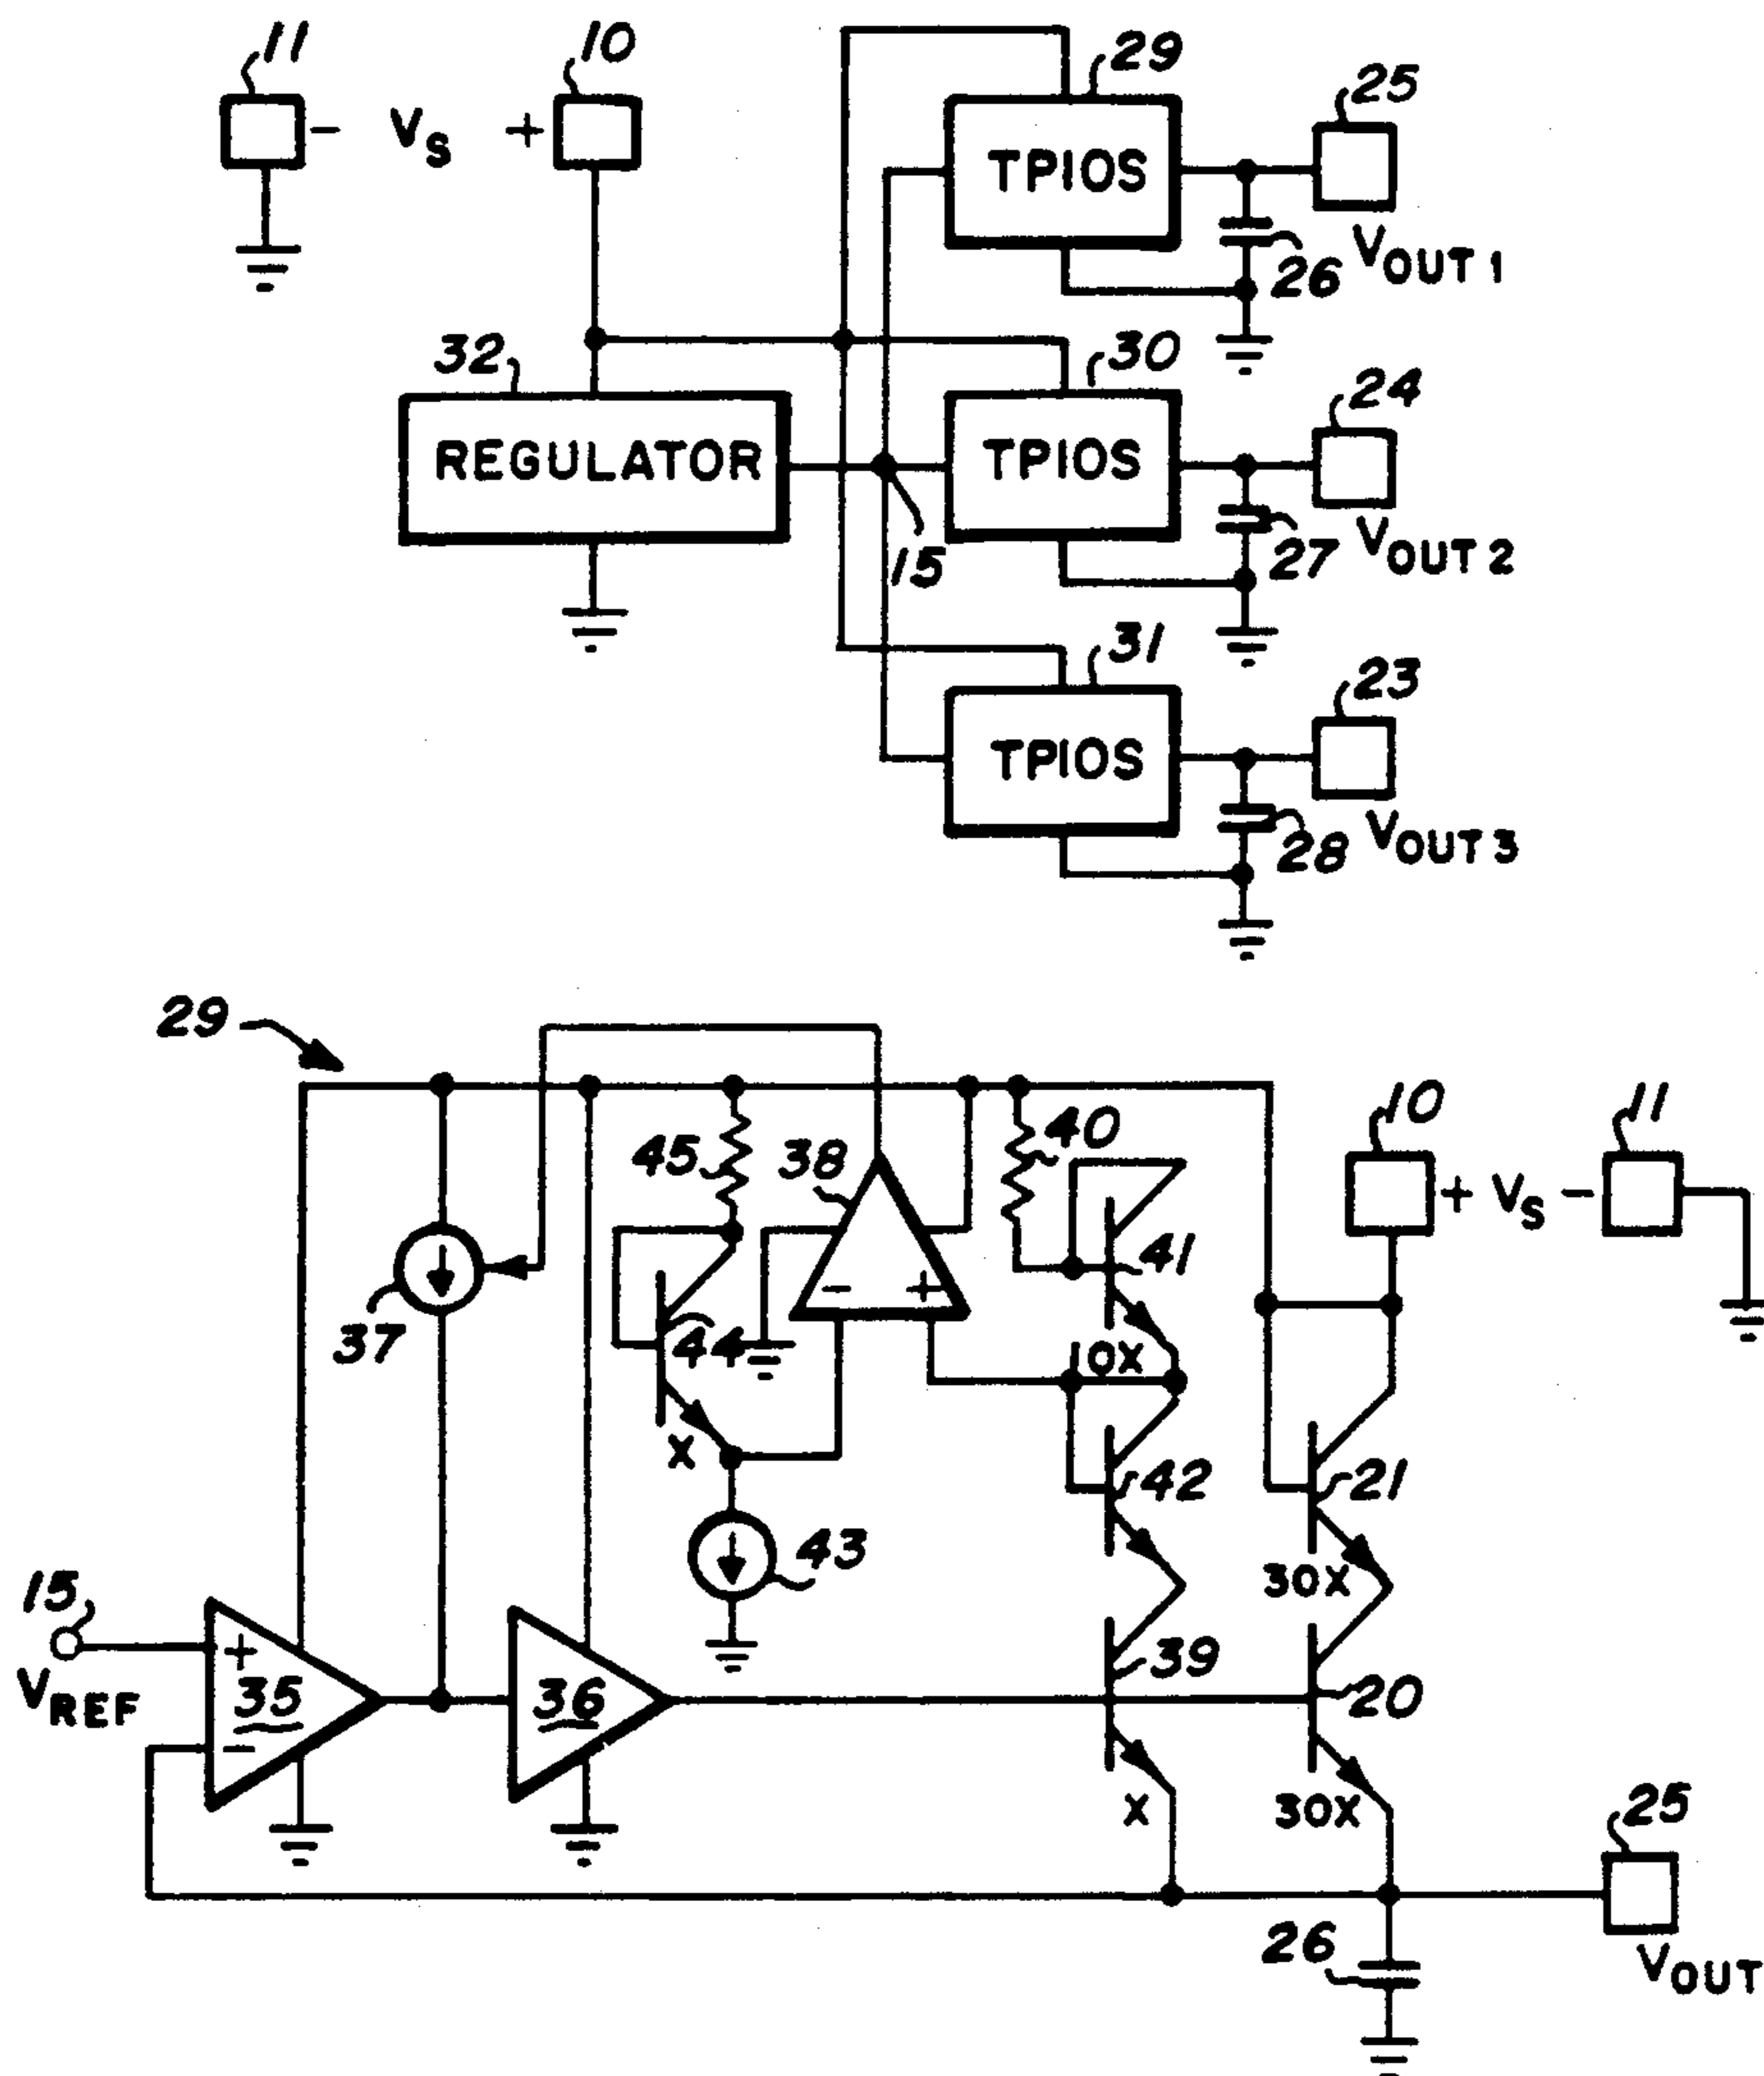 11 10 29 25
- VS + TPIOS
26 VOUT 1
32 30 24
REGULATOR TPIOS
15 27 VOUT 2
31 23
TPIOS
28 VOUT 3
29
10 11
45 38 40
+ VS -
41
- +
37 44 10X
X
42 21
43 30X
15 39
+ 35 36 20
VREF
-
X 30X 25
26 VOUT